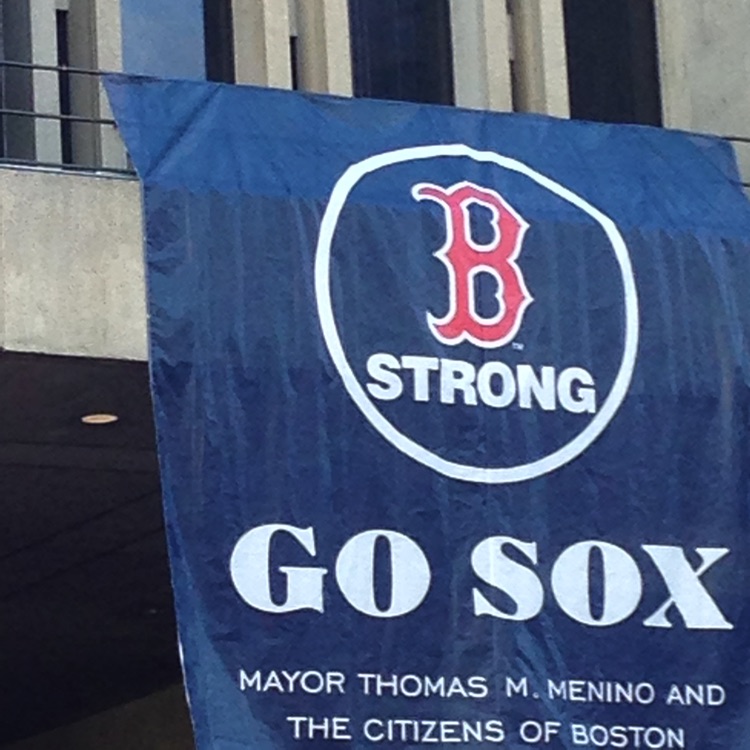 B
STRONG
GO SOX
MAYOR THOMAS M. MENINO AND
THE CITIZENS OF BOSTON